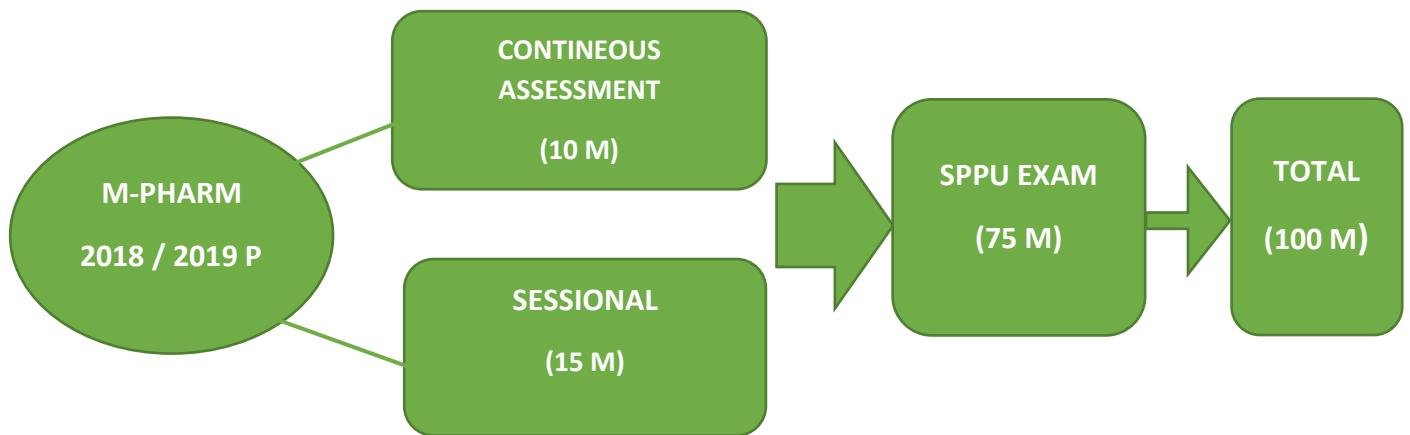 M-PHARM
2018 / 2019 P
CONTINEOUS
ASSESSMENT
(10 M)
SESSIONAL
(15 M)
SPPU EXAM
(75 M)
TOTAL
(100 M)